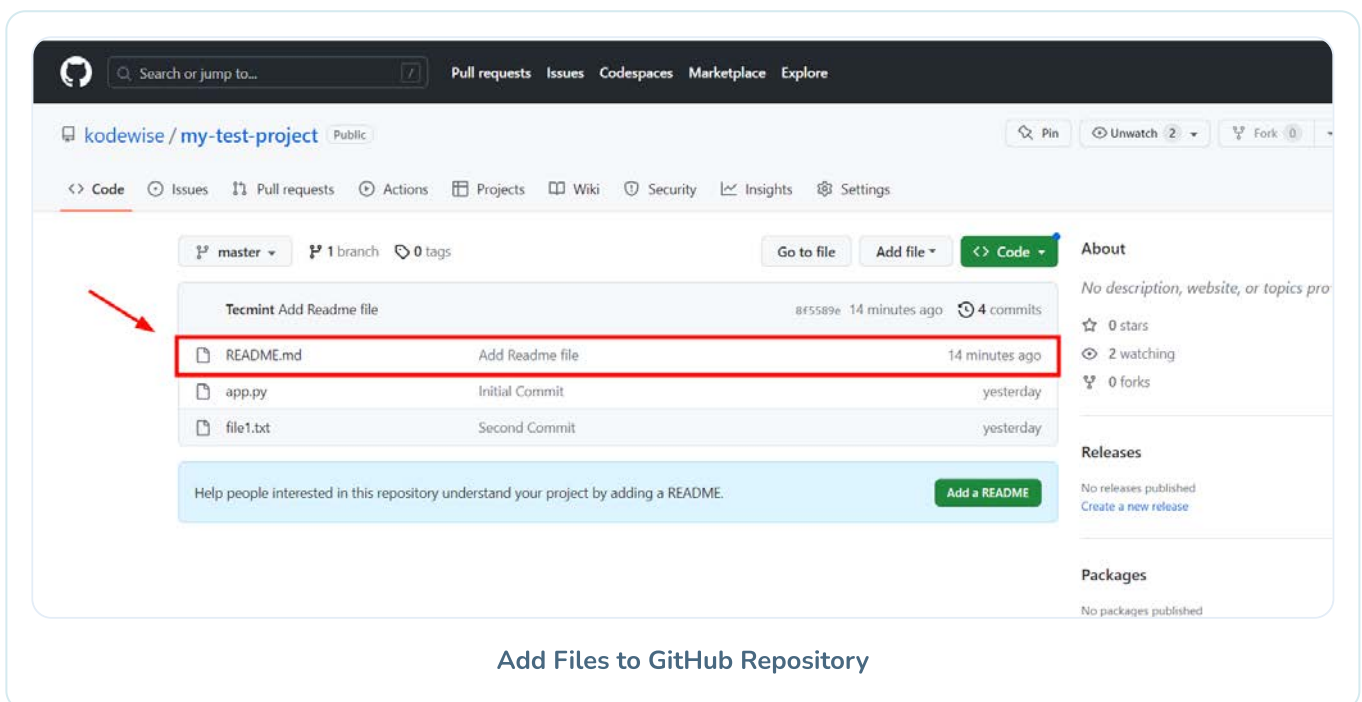 Search or jump to... / Pull requests Issues Codespaces Marketplace Explore
kodewise / my-test-project Public Pin Unwatch 2 Fork 0
<> Code Issues Pull requests Actions Projects Wiki Security Insights Settings
master 1 branch 0 tags Go to file Add file <> Code
Tecmint Add Readme file 8f5589e 14 minutes ago 4 commits
README.md Add Readme file 14 minutes ago
app.py Initial Commit yesterday
file1.txt Second Commit yesterday
Help people interested in this repository understand your project by adding a README. Add a README
About
No description, website, or topics pro
0 stars
2 watching
0 forks
Releases
No releases published
Create a new release
Packages
No packages published
Add Files to GitHub Repository